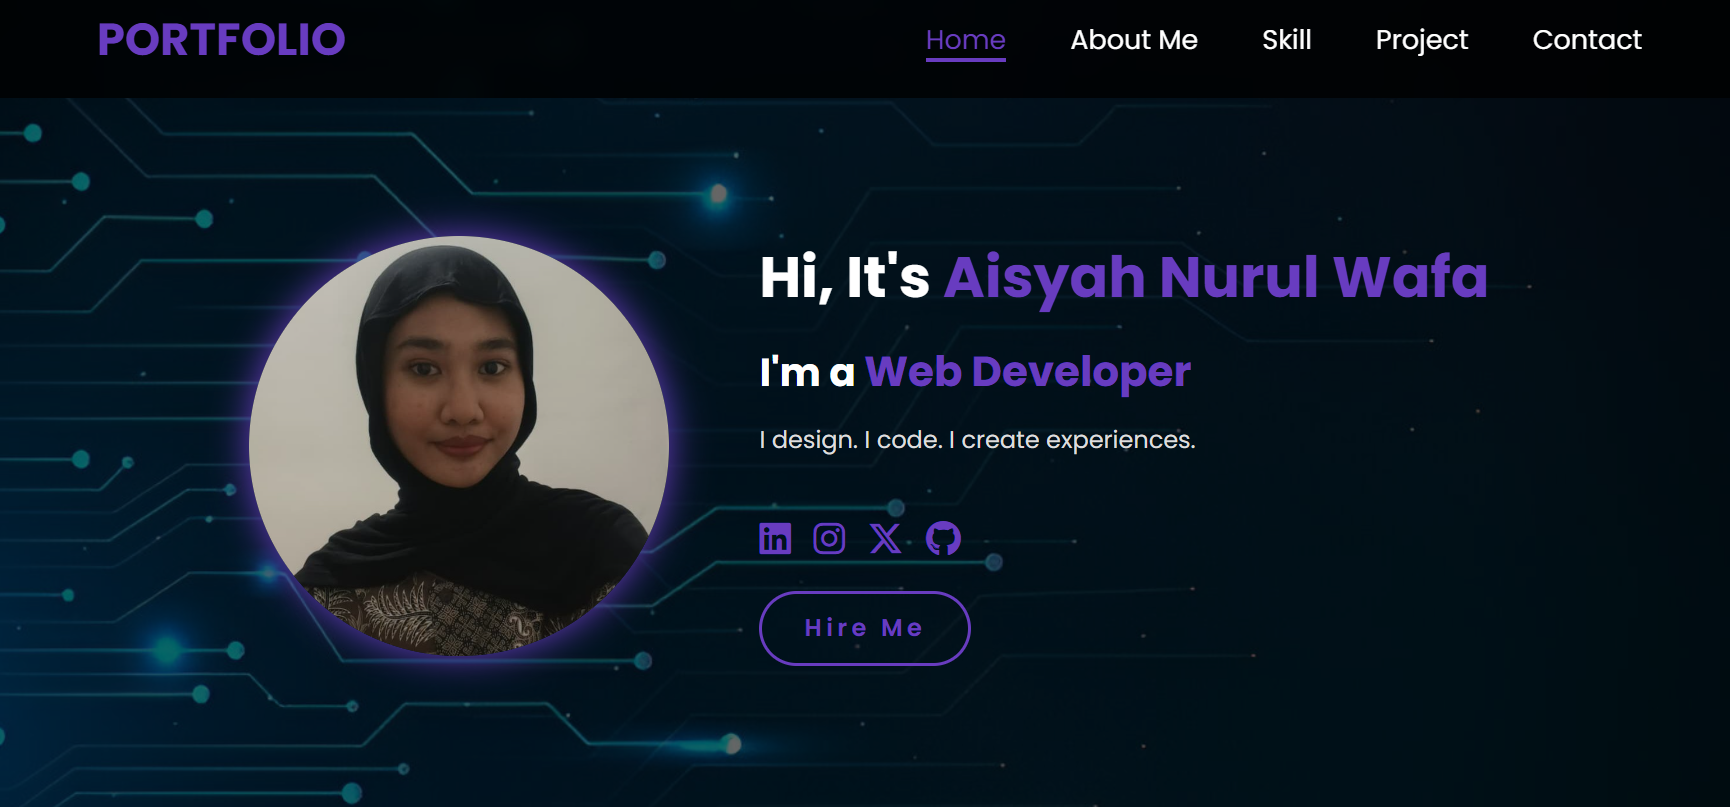 PORTFOLIO
Home About Me Skill Project Contact
Hi, It's Aisyah Nurul Wafa
I'm a Web Developer
I design. I code. I create experiences.
Hire Me